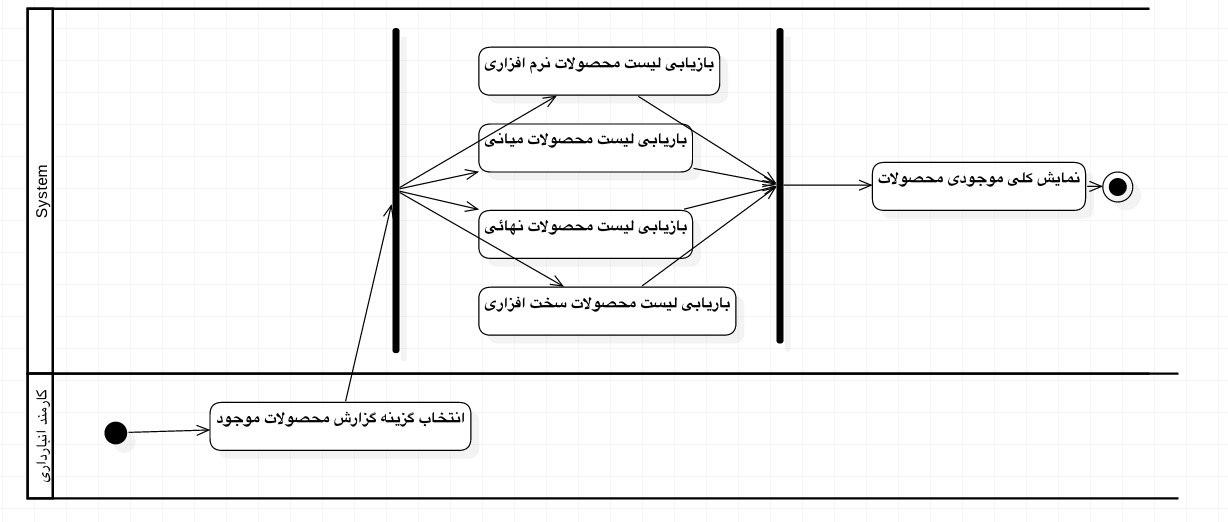 System
بازیابی لیست محصولات نرم افزاری
باریابی لیست محصولات میانی
بازیابی لیست محصولات نهائی
باریابی لیست محصولات سخت افزاری
نمایش کلی موجودی محصولات
کارمند انبارداری
انتخاب گزینه گزارش محصولات موجود